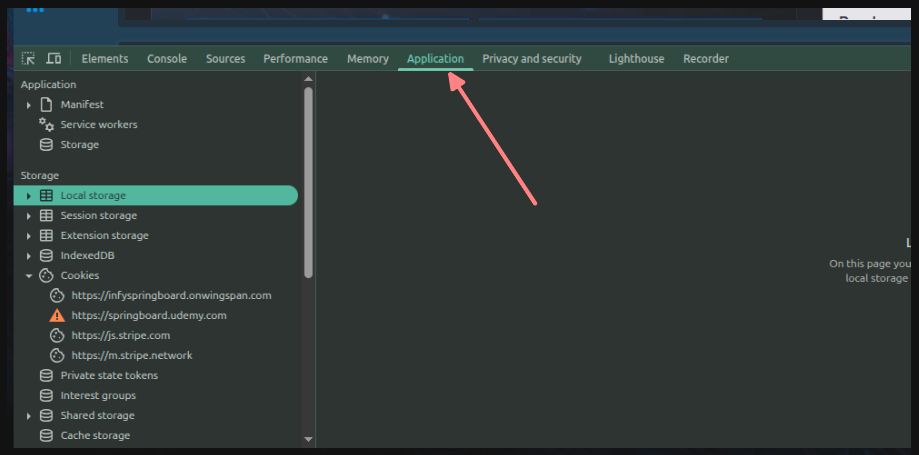 Elements Console Sources Performance Memory Application Privacy and security Lighthouse Recorder
Application
Manifest
Service workers
Storage
Storage
Local storage
Session storage
Extension storage
IndexedDB
Cookies
https://infyspringboard.onwingspan.com
https://springboard.udemy.com
https://js.stripe.com
https://m.stripe.network
Private state tokens
Interest groups
Shared storage
Cache storage
On this page you
local storage